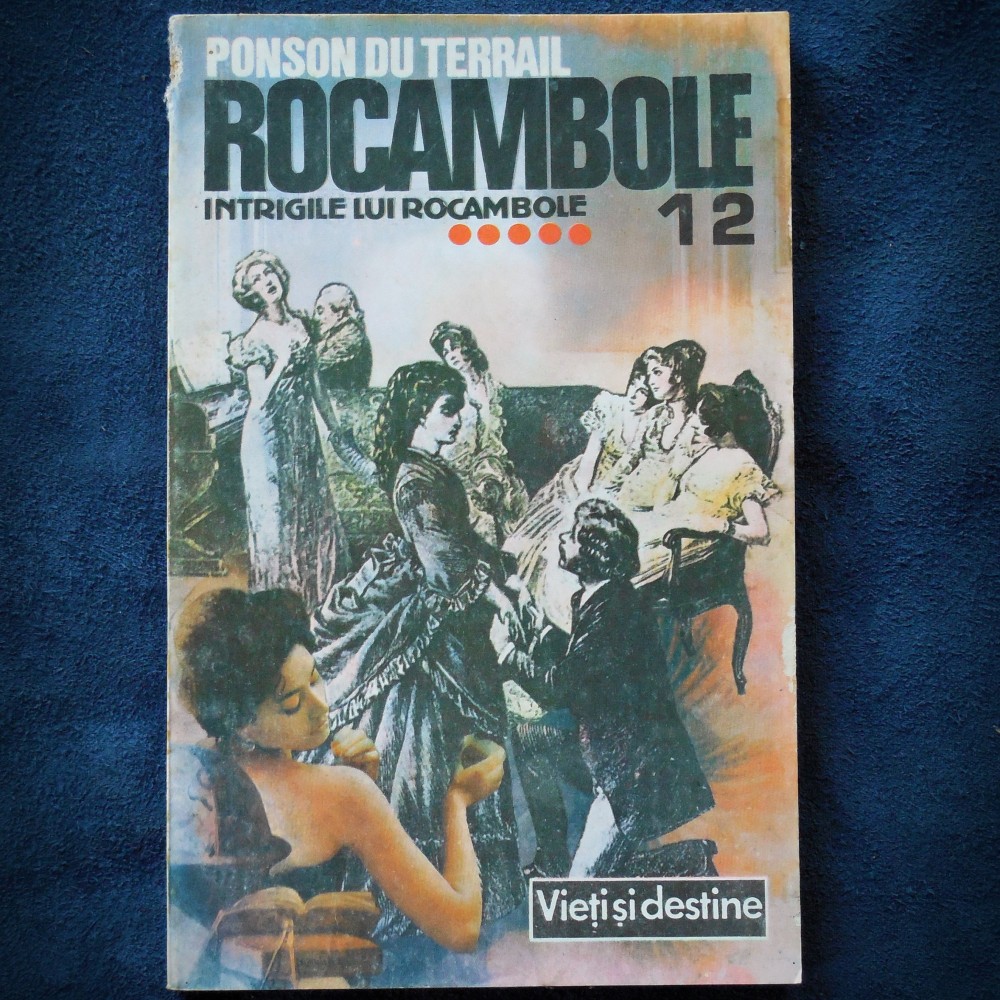 PONSON DU TERRAIL
ROCAMBOLE
INTRIGILE LUI ROCAMBOLE
12
Vieți și destine